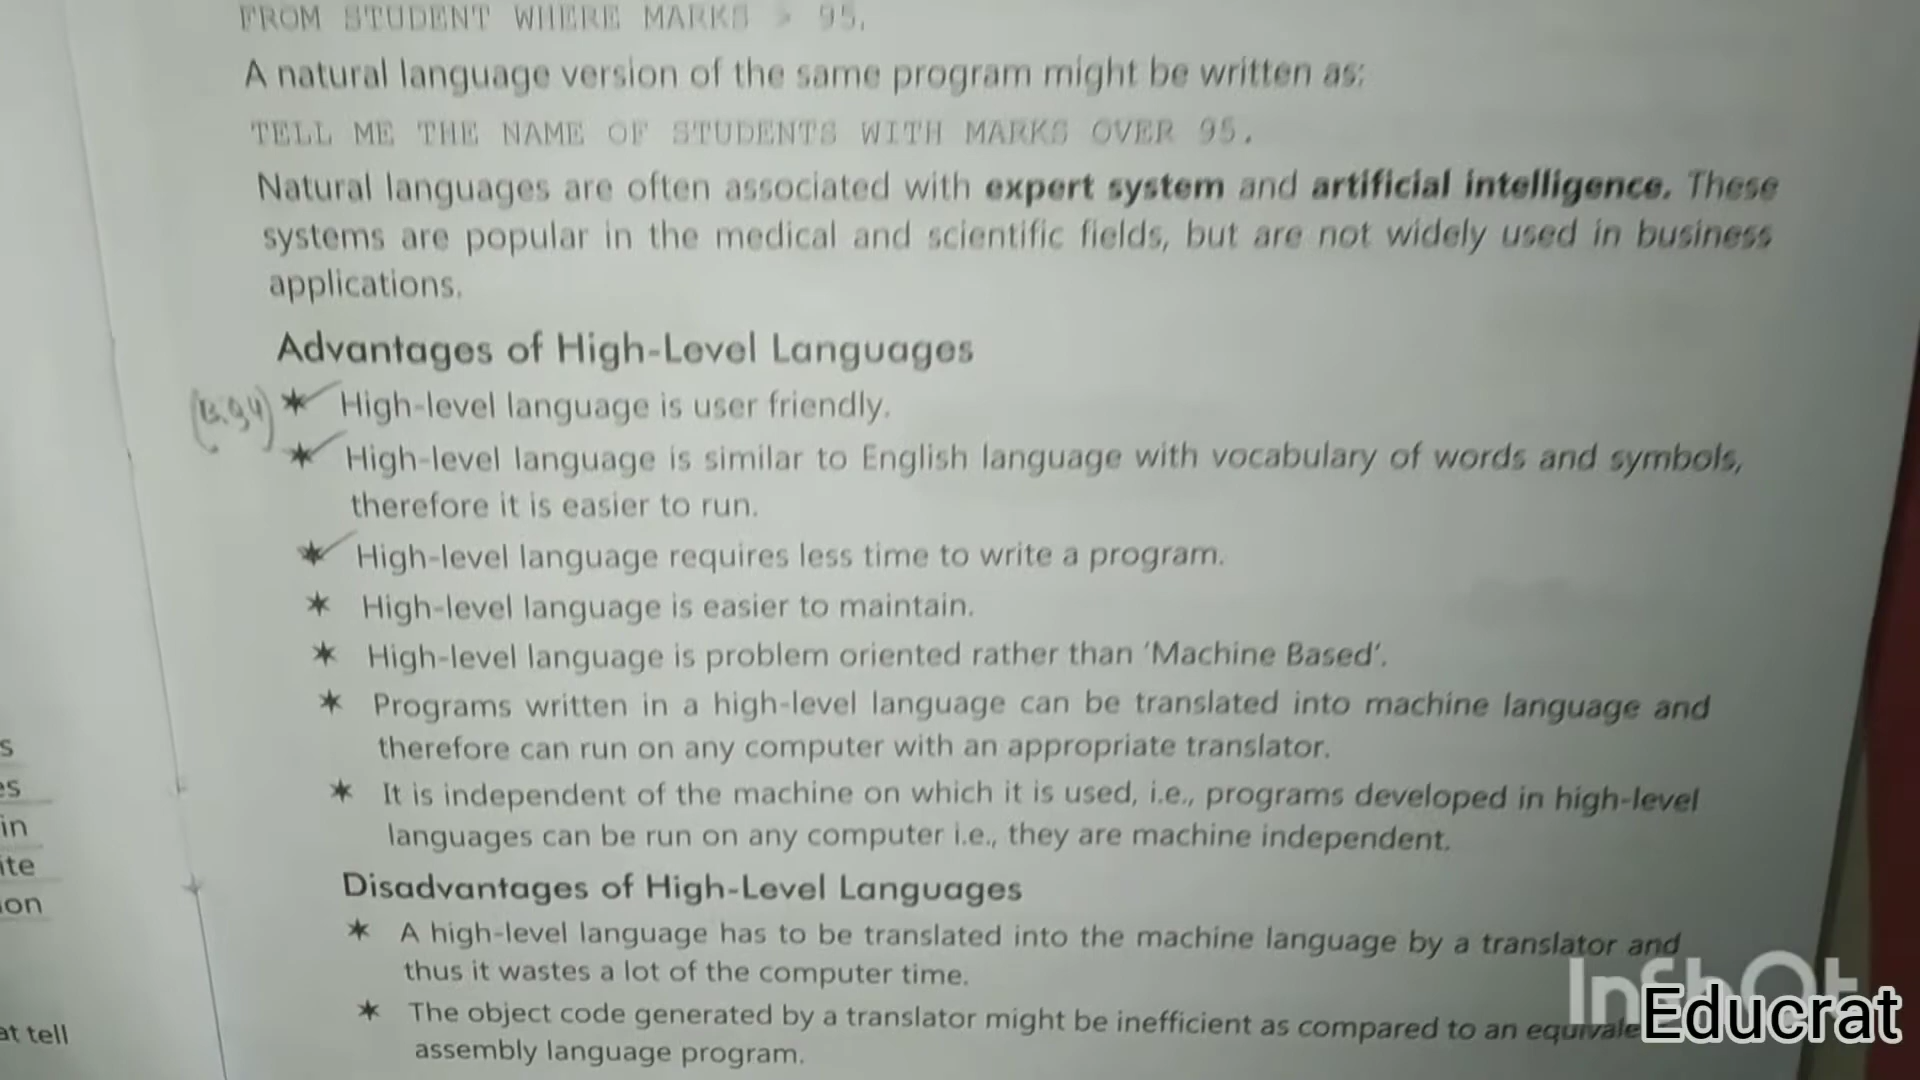 FROM STUDENT WHERE MARKS > 95.
A natural language version of the same program might be written as:
TELL ME THE NAME OF STUDENTS WITH MARKS OVER 95.
Natural languages are often associated with expert system and artificial intelligence. These
systems are popular in the medical and scientific fields, but are not widely used in business
applications.
Advantages of High-Level Languages
* High-level language is user friendly.
* High-level language is similar to English language with vocabulary of words and symbols,
therefore it is easier to run.
* High-level language requires less time to write a program.
* High-level language is easier to maintain.
* High-level language is problem oriented rather than 'Machine Based'.
* Programs written in a high-level language can be translated into machine language and
therefore can run on any computer with an appropriate translator.
* It is independent of the machine on which it is used, i.e., programs developed in high-level
languages can be run on any computer i.e., they are machine independent.
Disadvantages of High-Level Languages
* A high-level language has to be translated into the machine language by a translator and
thus it wastes a lot of the computer time.
* The object code generated by a translator might be inefficient as compared to an equivale
assembly language program.
s
es
in
ite
on
at tell
InShOt
Educrat